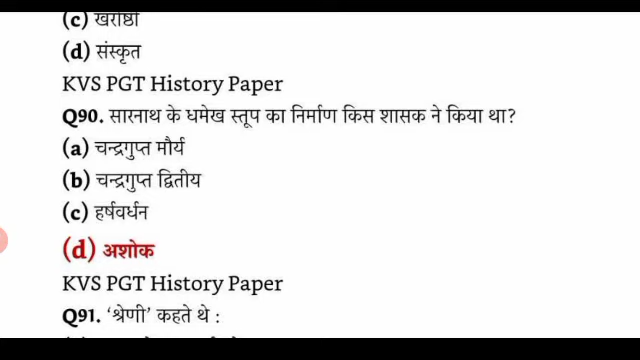 (c) खरोष्ठी
(d) संस्कृत
KVS PGT History Paper
Q90. सारनाथ के धमेख स्तूप का निर्माण किस शासक ने किया था?
(a) चन्द्रगुप्त मौर्य
(b) चन्द्रगुप्त द्वितीय
(c) हर्षवर्धन
(d) अशोक
KVS PGT History Paper
Q91. ‘श्रेणी’ कहते थे :